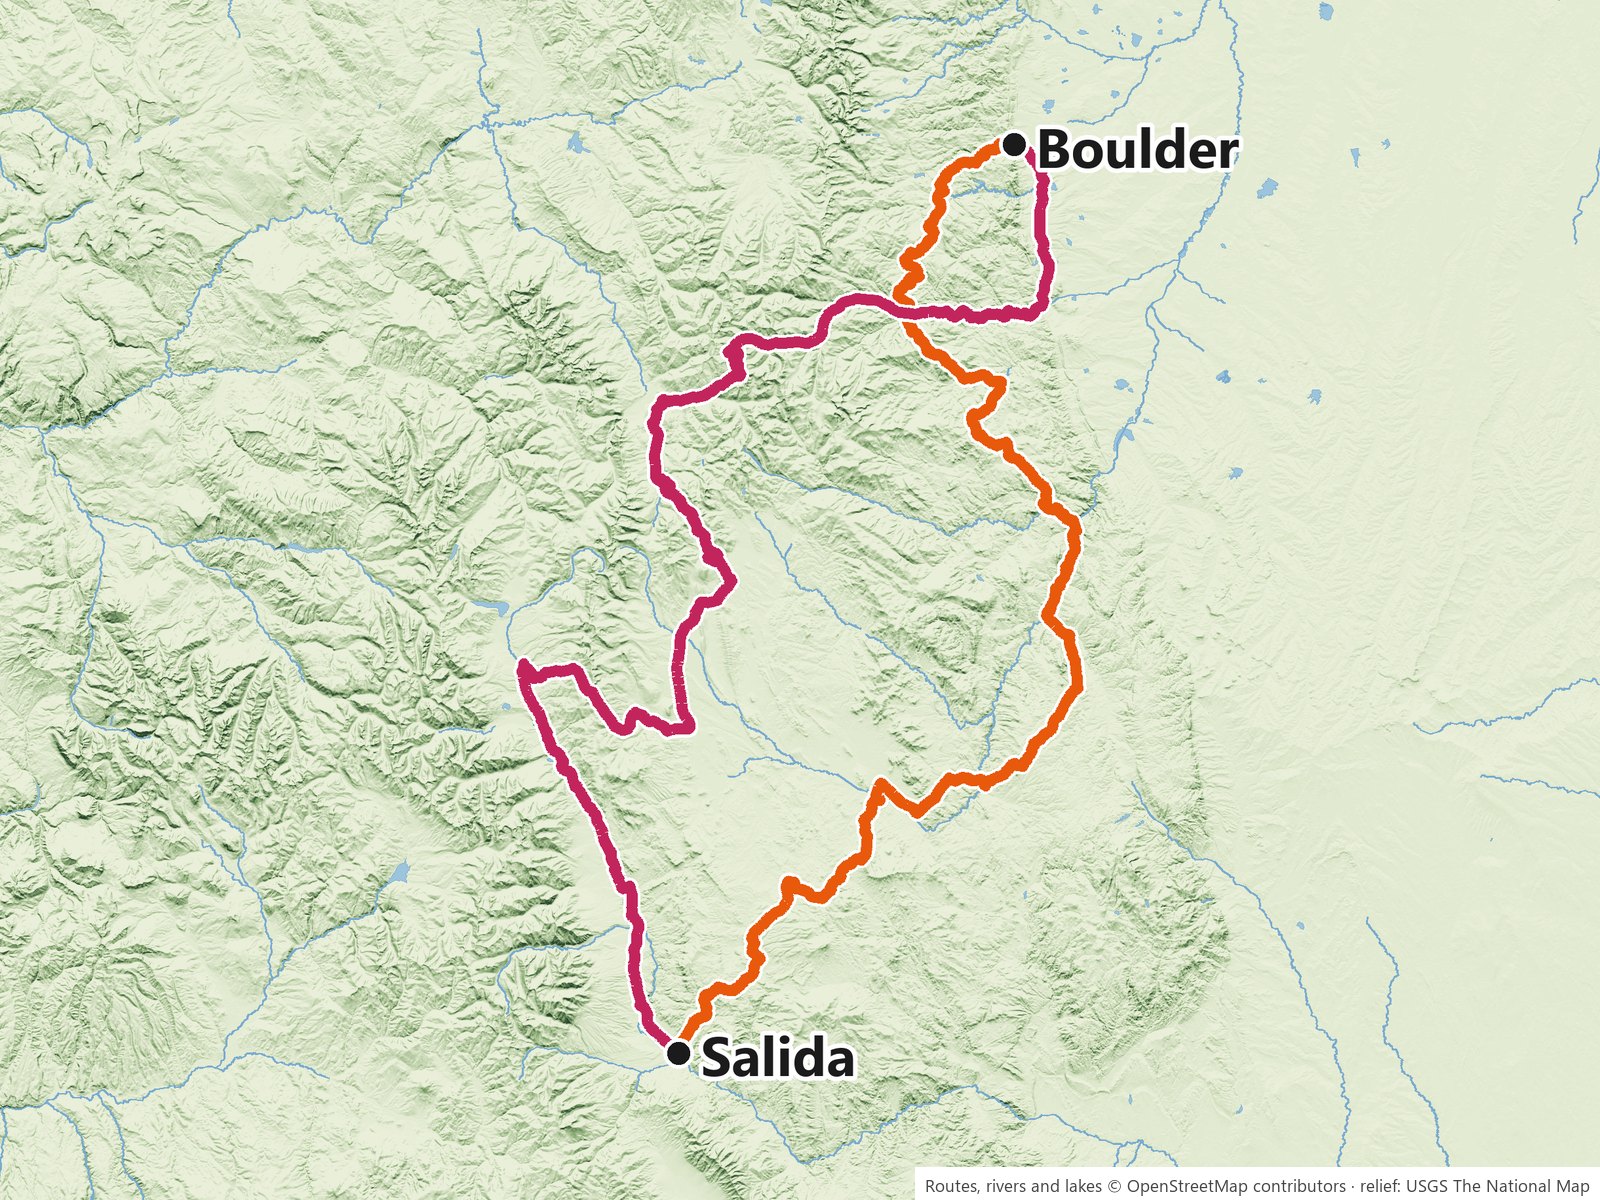 Boulder
Salida
Routes, rivers and lakes © OpenStreetMap contributors · relief: USGS The National Map